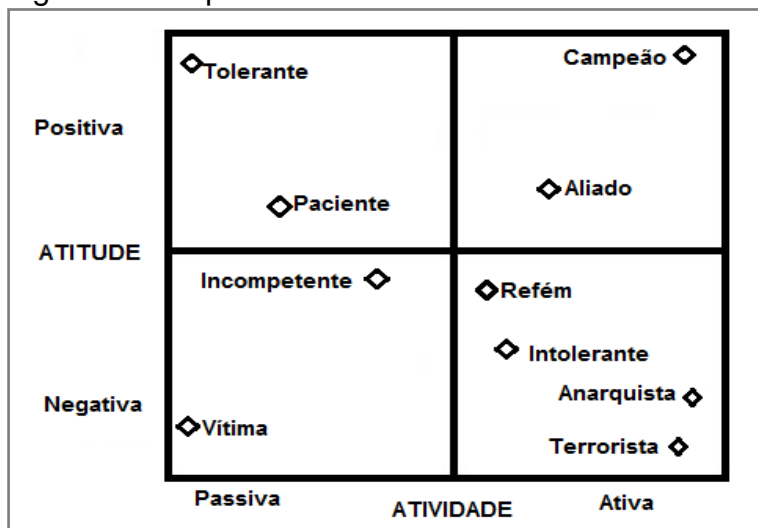 Tolerante
Campeão
Positiva
Aliado
Paciente
ATITUDE
Incompetente
Refém
Intolerante
Anarquista
Negativa
Vítima
Terrorista
Passiva
ATIVIDADE
Ativa